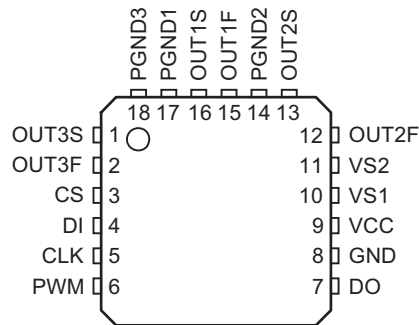 PGND3 PGND1 OUT1S OUT1F PGND2 OUT2S
18 17 16 15 14 13
OUT3S 1 12 OUT2F
OUT3F 2 11 VS2
CS 3 10 VS1
DI 4 9 VCC
CLK 5 8 GND
PWM 6 7 DO